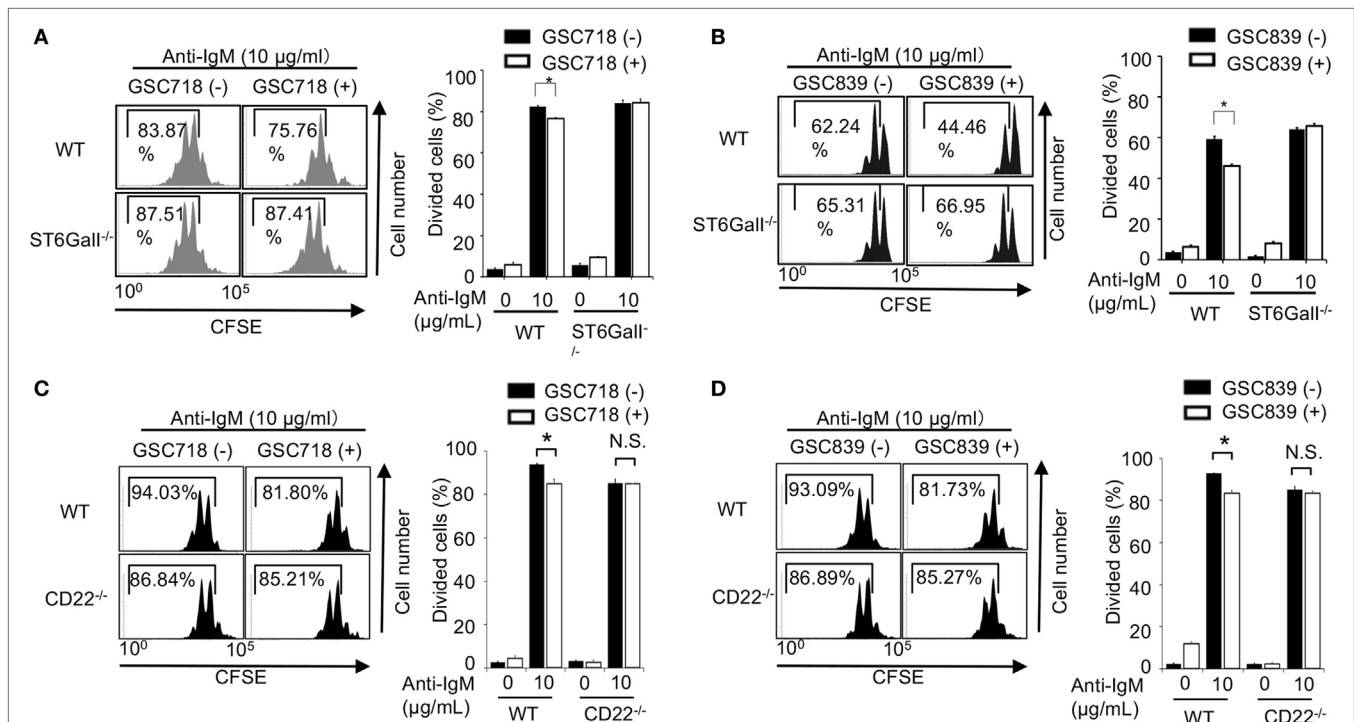 A
Anti-IgM (10 µg/ml)
GSC718 (-)
GSC718 (+)
WT
83.87
%
75.76
%
ST6GalI-/-
87.51
%
87.41
%
Cell number
10⁰
10⁵
CFSE
GSC718 (-)
GSC718 (+)
Divided cells (%)
100
80
60
40
20
0
*
Anti-IgM
(µg/mL)
0
10
0
10
WT
ST6GalI-
/-
B
Anti-IgM (10 µg/ml)
GSC839 (-)
GSC839 (+)
WT
62.24
%
44.46
%
ST6GalI-/-
65.31
%
66.95
%
Cell number
10⁰
10⁵
CFSE
GSC839 (-)
GSC839 (+)
Divided cells (%)
100
80
60
40
20
0
*
Anti-IgM
(µg/mL)
0
10
0
10
WT
ST6GalI-/-
C
Anti-IgM (10 µg/ml)
GSC718 (-)
GSC718 (+)
WT
94.03%
81.80%
CD22-/-
86.84%
85.21%
Cell number
10⁰
10⁵
CFSE
GSC718 (-)
GSC718 (+)
Divided cells (%)
100
80
60
40
20
0
*
N.S.
Anti-IgM
(µg/mL)
0
10
0
10
WT
CD22-/-
D
Anti-IgM (10 µg/ml)
GSC839 (-)
GSC839 (+)
WT
93.09%
81.73%
CD22-/-
86.89%
85.27%
Cell number
10⁰
10⁵
CFSE
GSC839 (-)
GSC839 (+)
Divided cells (%)
100
80
60
40
20
0
*
N.S.
Anti-IgM
(µg/mL)
0
10
0
10
WT
CD22-/-